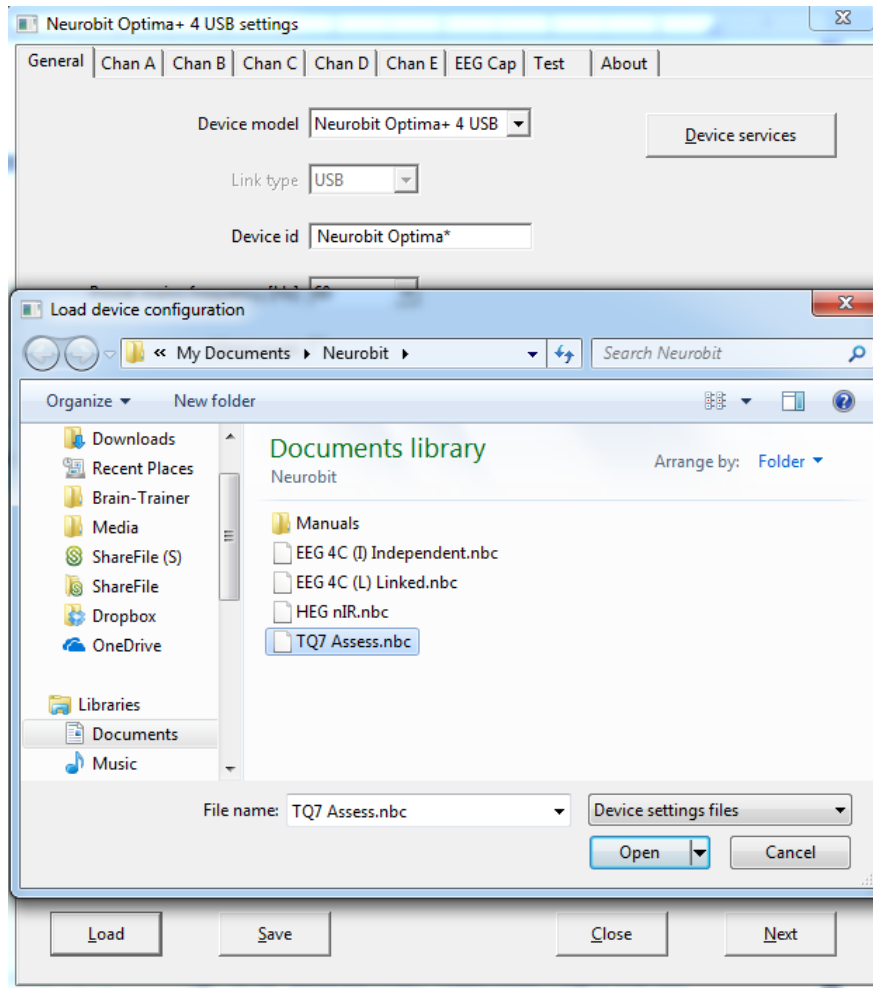 Neurobit Optima+ 4 USB settings
General Chan A Chan B Chan C Chan D Chan E EEG Cap Test About
Device model Neurobit Optima+ 4 USB
Device services
Link type USB
Device id Neurobit Optima*
Load device configuration
« My Documents Neurobit Search Neurobit
Organize New folder
Downloads
Recent Places
Brain-Trainer
Media
ShareFile (S)
ShareFile
Dropbox
OneDrive
Libraries
Documents
Music
Documents library
Neurobit
Arrange by: Folder
Manuals
EEG 4C (I) Independent.nbc
EEG 4C (L) Linked.nbc
HEG nIR.nbc
TQ7 Assess.nbc
File name: TQ7 Assess.nbc Device settings files
Open Cancel
Load Save Close Next